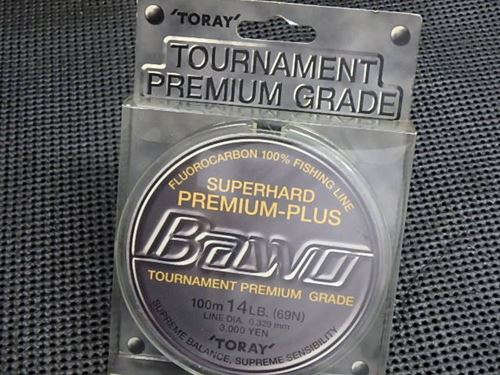 'TORAY'
TOURNAMENT
PREMIUM GRADE
FLUOROCARBON 100% FISHING LINE
SUPERHARD
PREMIUM-PLUS
BAWO
TOURNAMENT PREMIUM GRADE
100m 14LB. (69N)
LINE DIA. 0.329 mm
3,000 YEN
'TORAY'
SUPREME BALANCE, SUPREME SENSIBILITY